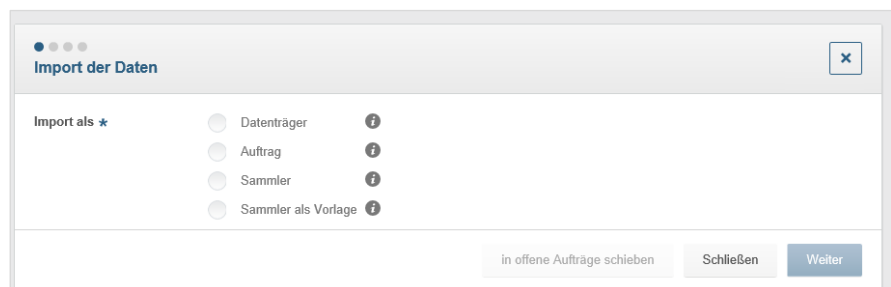 Import der Daten
Import als *
Datenträger
Auftrag
Sammler
Sammler als Vorlage
in offene Aufträge schieben Schließen Weiter